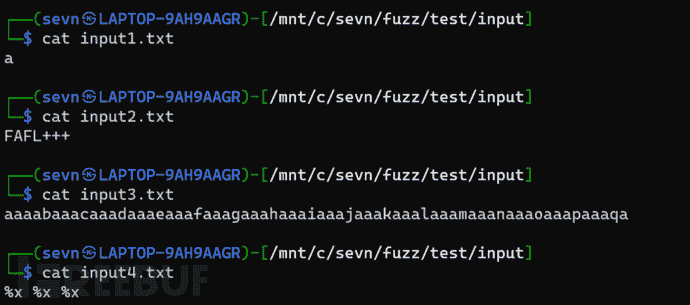 ┌──(sevn㉿LAPTOP-9AH9AAGR)-[/mnt/c/sevn/fuzz/test/input]
└─$ cat input1.txt
a
┌──(sevn㉿LAPTOP-9AH9AAGR)-[/mnt/c/sevn/fuzz/test/input]
└─$ cat input2.txt
FAFL+++
┌──(sevn㉿LAPTOP-9AH9AAGR)-[/mnt/c/sevn/fuzz/test/input]
└─$ cat input3.txt
aaaabaaacaaadaaaeaaafaaagaaahaaaiaaajaaakaaalaaamaaanaaaoaaapaaaqa
┌──(sevn㉿LAPTOP-9AH9AAGR)-[/mnt/c/sevn/fuzz/test/input]
└─$ cat input4.txt
%x %x %x
FREEBUF